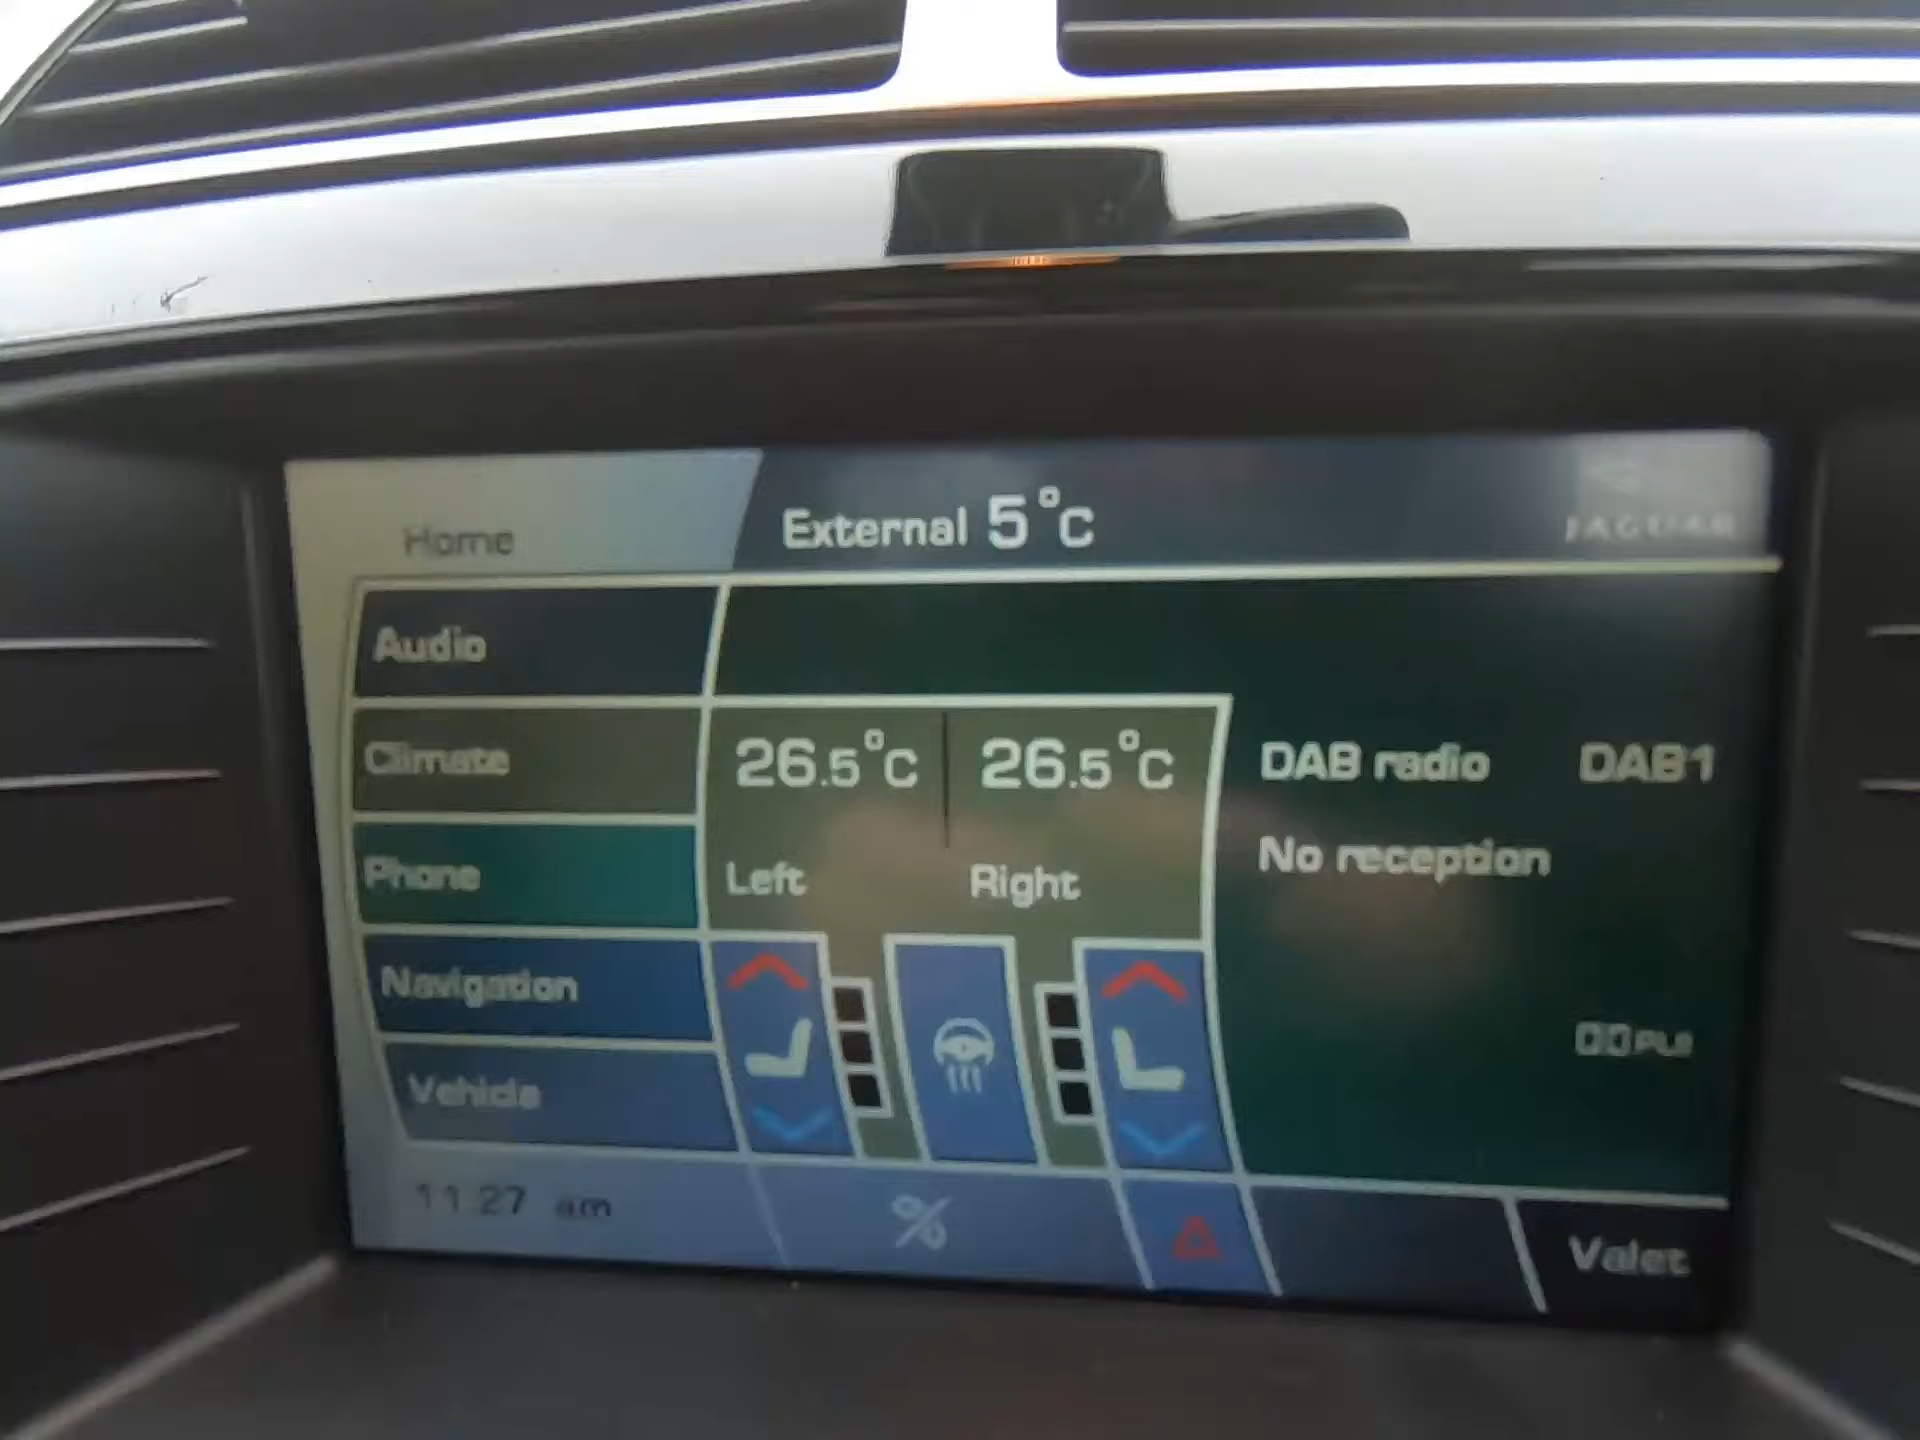 Home
External 5°C
JAGUAR
Audio
Climate
26.5°C 26.5°C
DAB radio DAB1
Phone
Left Right
No reception
Navigation
Vehicle
11 27 am
Valet